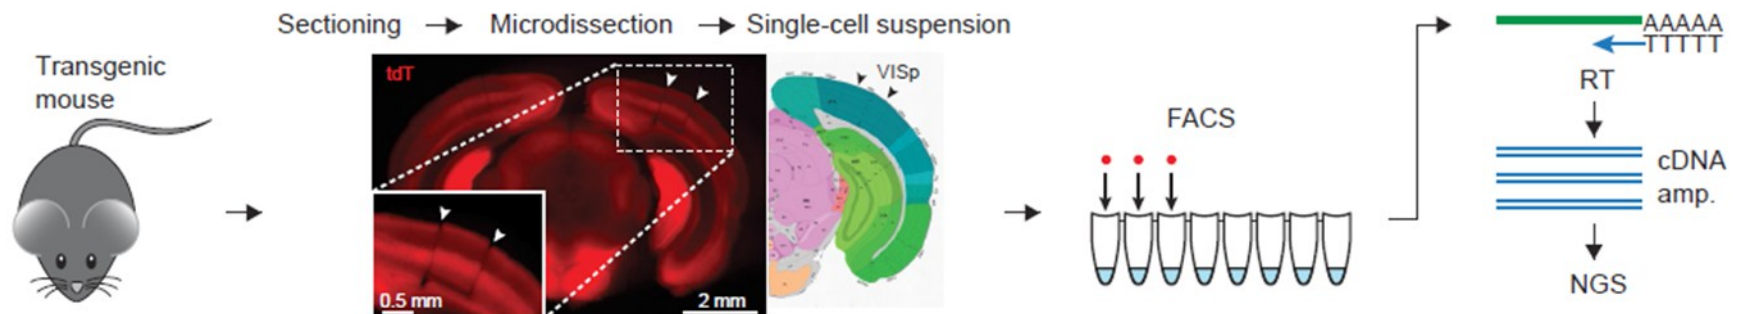 Sectioning → Microdissection → Single-cell suspension
Transgenic
mouse
tdT
VISp
0.5 mm
2 mm
FACS
AAAAA
TTTTT
RT
cDNA
amp.
NGS